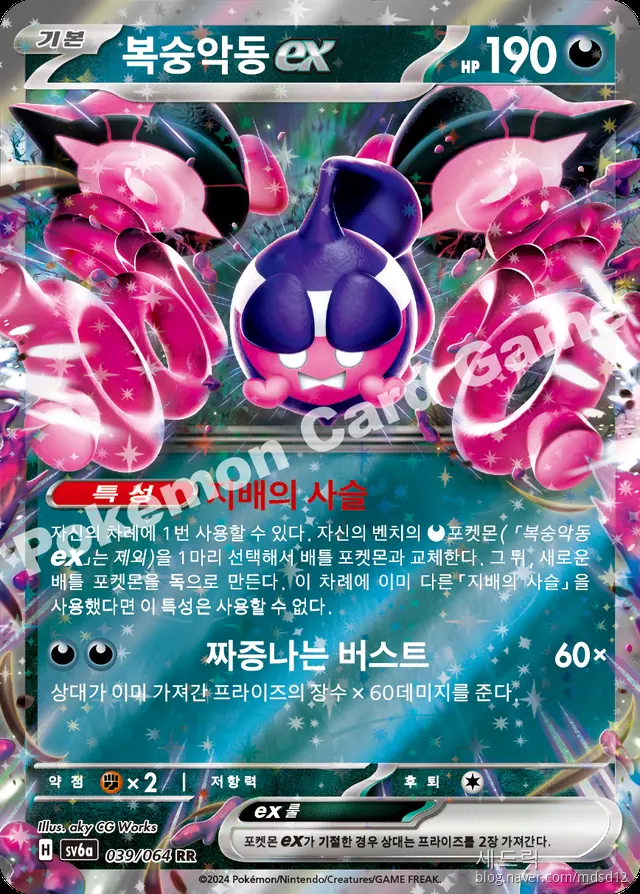 기본 복숭악동 ex HP 190
특성 지배의 사슬
자신의 차례에 1번 사용할 수 있다. 자신의 벤치의 포켓몬(「복숭악동
ex」는 제외)을 1마리 선택해서 배틀 포켓몬과 교체한다. 그 뒤, 새로운
배틀 포켓몬을 독으로 만든다. 이 차례에 이미 다른 「지배의 사슬」을
사용했다면 이 특성은 사용할 수 없다.
짜증나는 버스트 60×
상대가 이미 가져간 프라이즈의 장수 × 60데미지를 준다.
약점 ×2 저항력 후퇴
Illus. aky CG Works
ex룰
포켓몬 ex가 기절한 경우 상대는 프라이즈를 2장 가져간다.
H sv6a 039/064 RR
©2024 Pokémon/Nintendo/Creatures/GAME FREAK.
Pokémon Card Game
세드릭
blog.naver.com/mdsd12